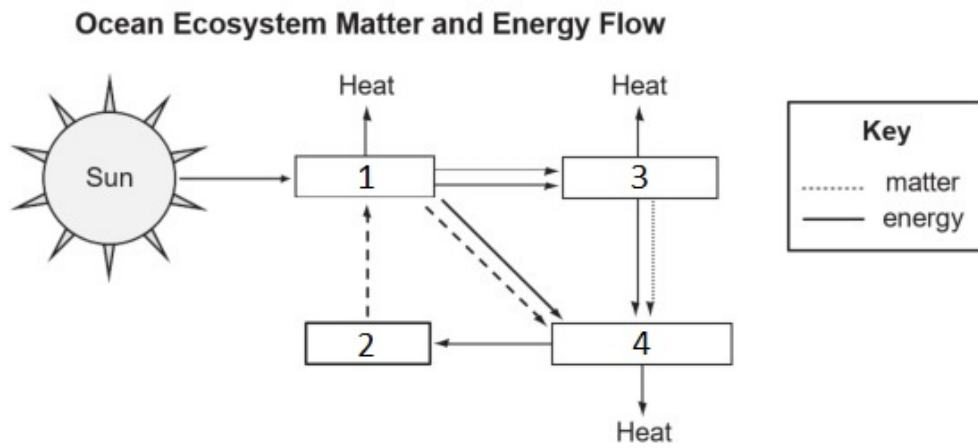 Ocean Ecosystem Matter and Energy Flow
Heat
Heat
Sun
1
3
Key
matter
energy
2
4
Heat